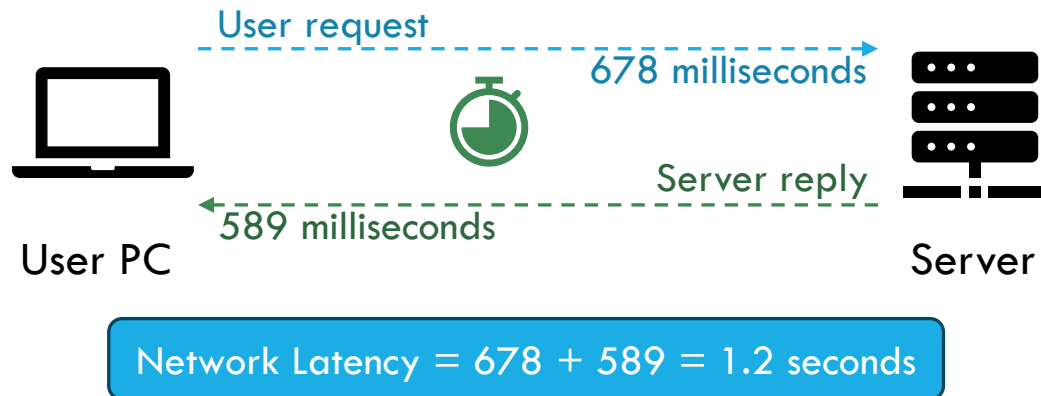 User request
678 milliseconds
Server reply
589 milliseconds
User PC
Server
Network Latency = 678 + 589 = 1.2 seconds